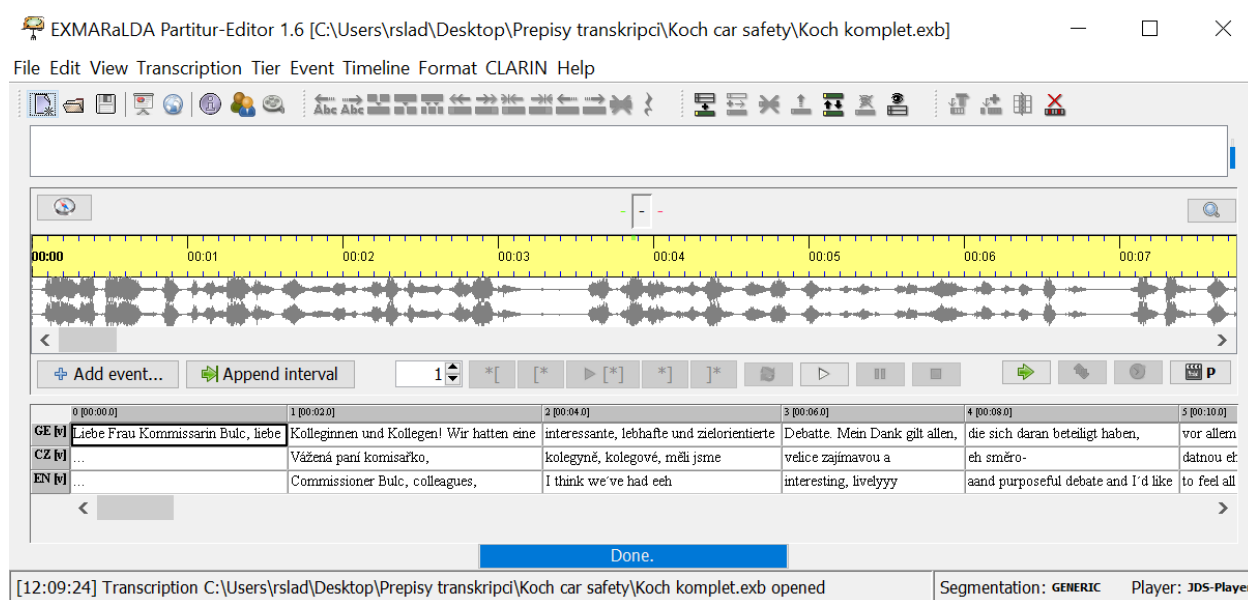 EXMARaLDA Partitur-Editor 1.6 [C:\Users\rslad\Desktop\Prepisy transkripci\Koch car safety\Koch komplet.exb]
File Edit View Transcription Tier Event Timeline Format CLARIN Help
Abc Abc
- - -
00:00 00:01 00:02 00:03 00:04 00:05 00:06 00:07
Add event... Append interval 1 *[ [* [*] *] ]* P
0 [00:00.0] 1 [00:02.0] 2 [00:04.0] 3 [00:06.0] 4 [00:08.0] 5 [00:10.0]
GE [v] Liebe Frau Kommissarin Bulc, liebe Kolleginnen und Kollegen! Wir hatten eine interessante, lebhafte und zielorientierte Debatte. Mein Dank gilt allen, die sich daran beteiligt haben, vor allem
CZ [v] ... Vážená paní komisařko, kolegyně, kolegové, měli jsme velice zajímavou a eh směro- datnou eh
EN [v] ... Commissioner Bulc, colleagues, I think we´ve had eeh interesting, livelyyy aand purposeful debate and I´d like to feel all
Done.
[12:09:24] Transcription C:\Users\rslad\Desktop\Prepisy transkripci\Koch car safety\Koch komplet.exb opened Segmentation: GENERIC Player: JDS-Player